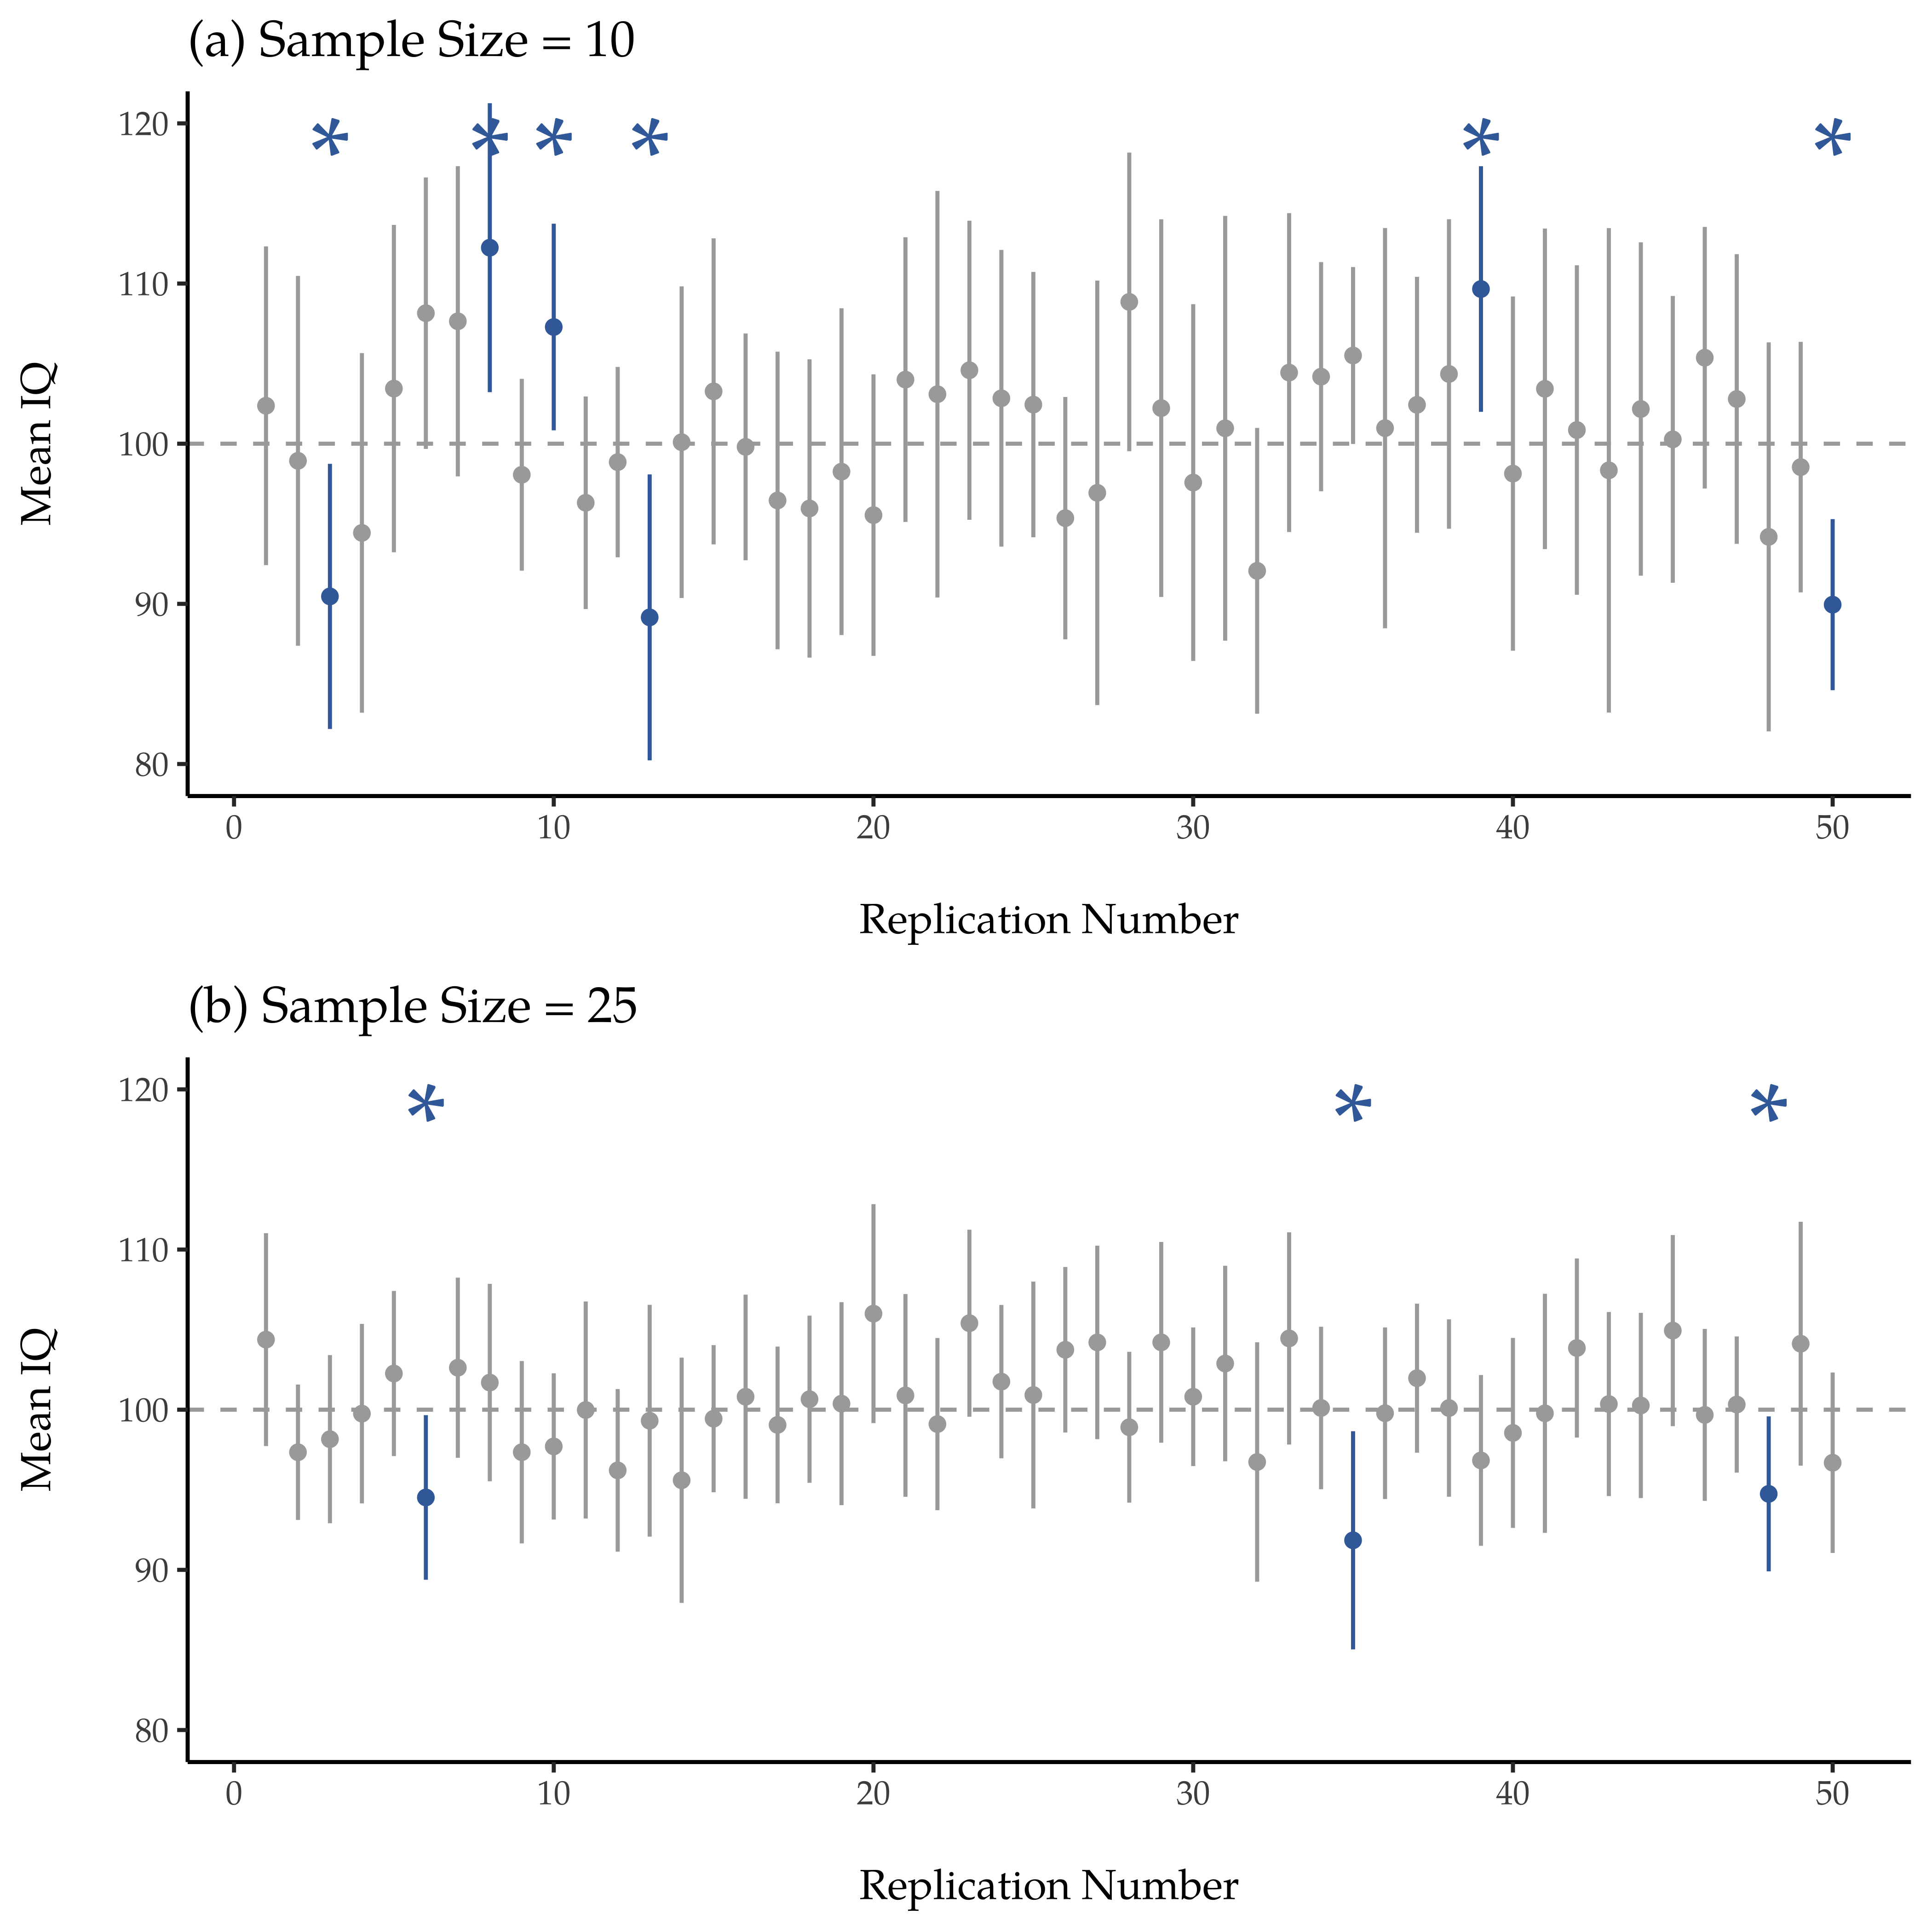 (a) Sample Size = 10
120
* * * * * *
110
Mean IQ
100
90
80
0 10 20 30 40 50
Replication Number
(b) Sample Size = 25
120
* * *
110
Mean IQ
100
90
80
0 10 20 30 40 50
Replication Number